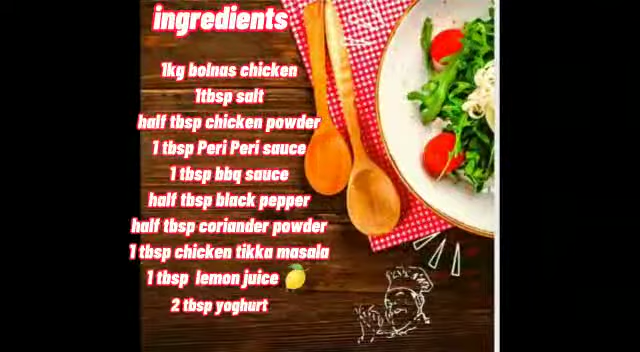 ingredients
1kg bolnas chicken
1tbsp salt
half tbsp chicken powder
1 tbsp Peri Peri sauce
1 tbsp bbq sauce
half tbsp black pepper
half tbsp coriander powder
1 tbsp chicken tikka masala
1 tbsp lemon juice 🍋
2 tbsp yoghurt